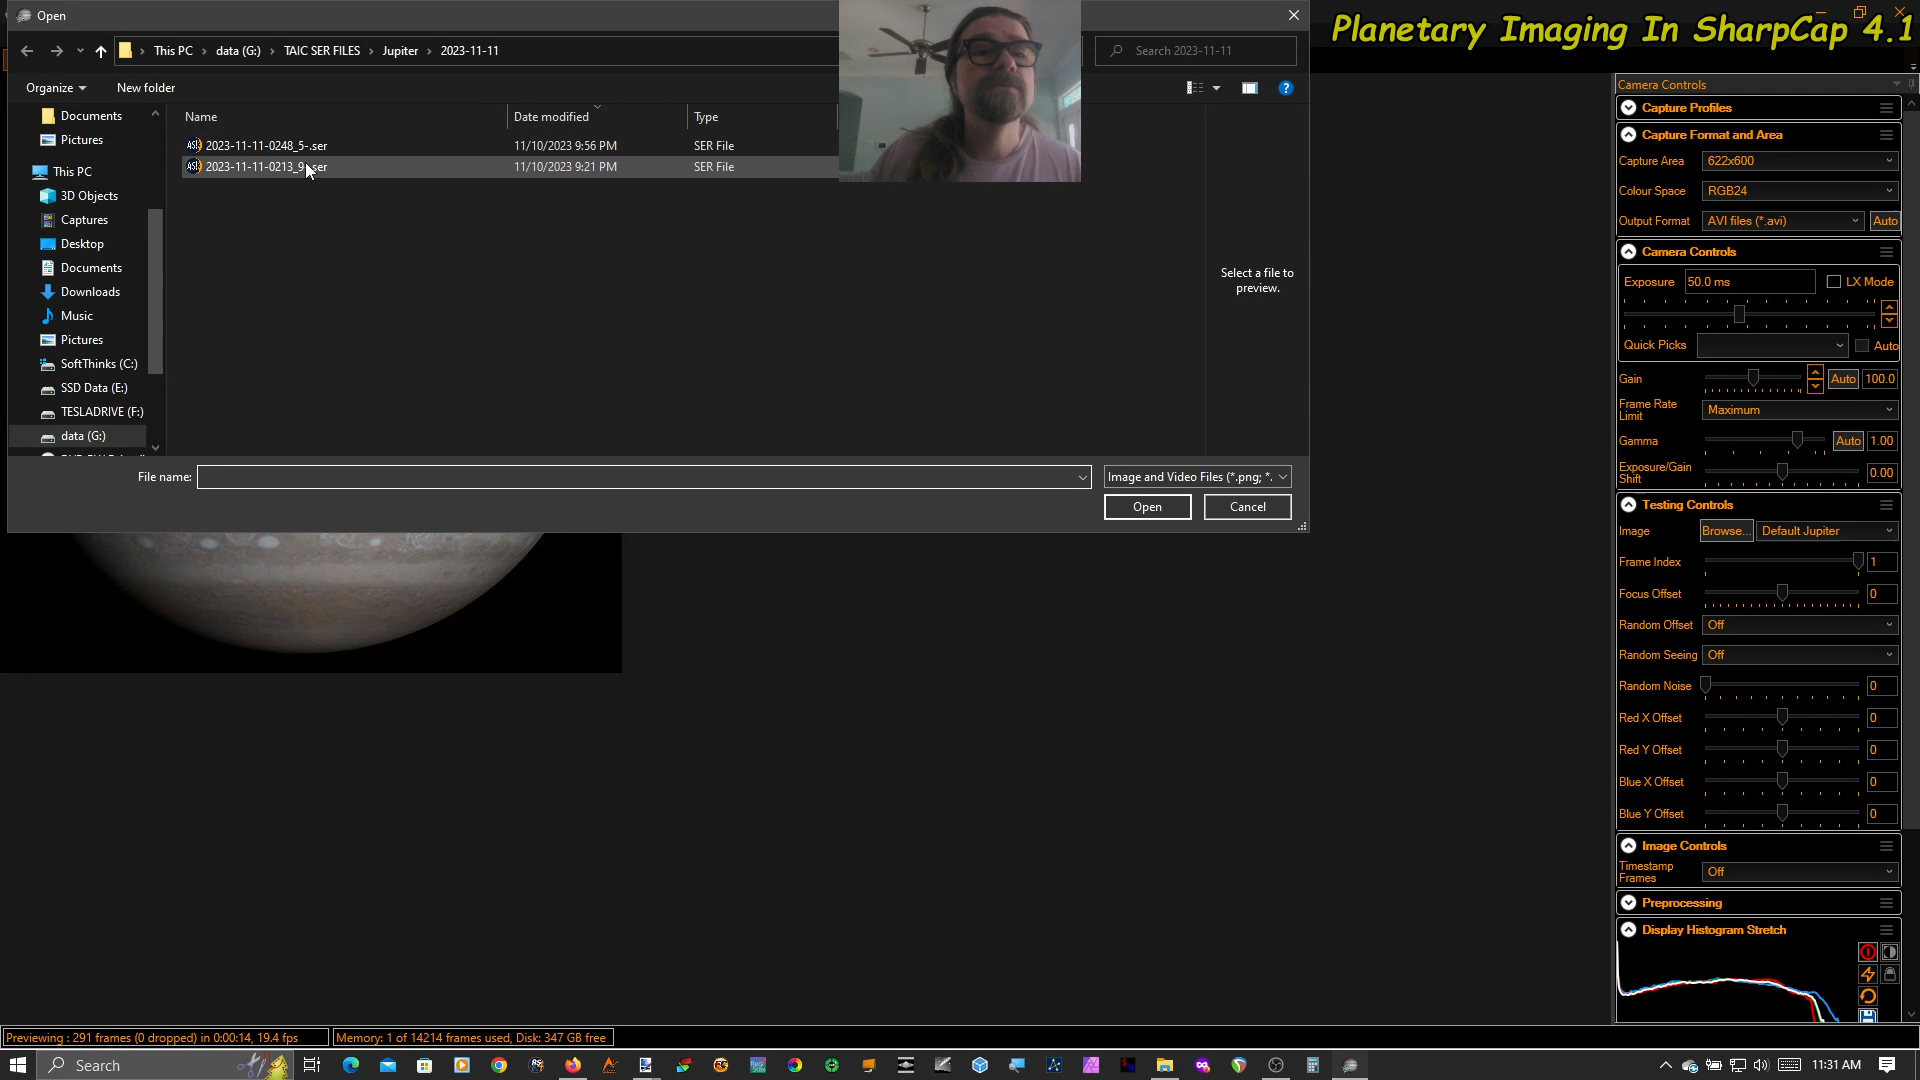 Open
Planetary Imaging In SharpCap 4.1
This PC › data (G:) › TAIC SER FILES › Jupiter › 2023-11-11
Search 2023-11-11
Organize
New folder
Name
Date modified
Type
2023-11-11-0248_5-.ser
11/10/2023 9:56 PM
SER File
2023-11-11-0213_9-.ser
11/10/2023 9:21 PM
SER File
Documents
Pictures
This PC
3D Objects
Captures
Desktop
Documents
Downloads
Music
Pictures
SoftThinks (C:)
SSD Data (E:)
TESLADRIVE (F:)
data (G:)
Select a file to
preview.
File name:
Image and Video Files (*.png; *.
Open
Cancel
Camera Controls
Capture Profiles
Capture Format and Area
Capture Area 622x600
Colour Space RGB24
Output Format AVI files (*.avi) Auto
Camera Controls
Exposure 50.0 ms LX Mode
Quick Picks Auto
Gain Auto 100.0
Frame Rate
Limit
Maximum
Gamma Auto 1.00
Exposure/Gain
Shift
0.00
Testing Controls
Image Browse... Default Jupiter
Frame Index 1
Focus Offset 0
Random Offset Off
Random Seeing Off
Random Noise 0
Red X Offset 0
Red Y Offset 0
Blue X Offset 0
Blue Y Offset 0
Image Controls
Timestamp
Frames
Off
Preprocessing
Display Histogram Stretch
Previewing : 291 frames (0 dropped) in 0:00:14, 19.4 fps
Memory: 1 of 14214 frames used, Disk: 347 GB free
Search
11:31 AM